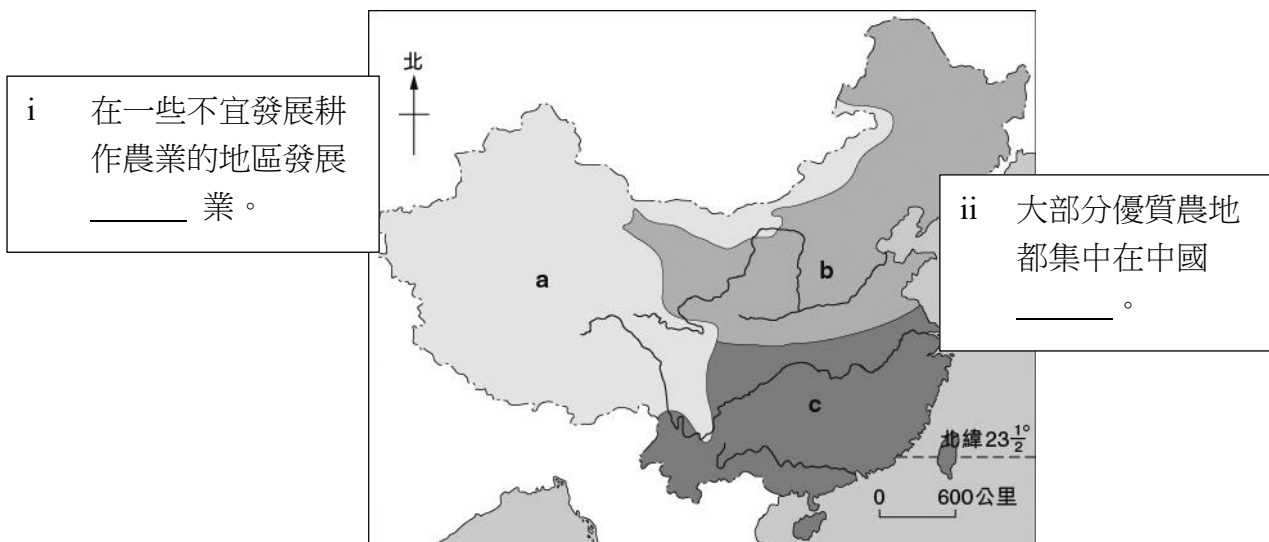 i 在一些不宜發展耕
作農業的地區發展
______ 業。
北
a
b
c
ii 大部分優質農地
都集中在中國
______ 。
北緯23½°
0 600公里